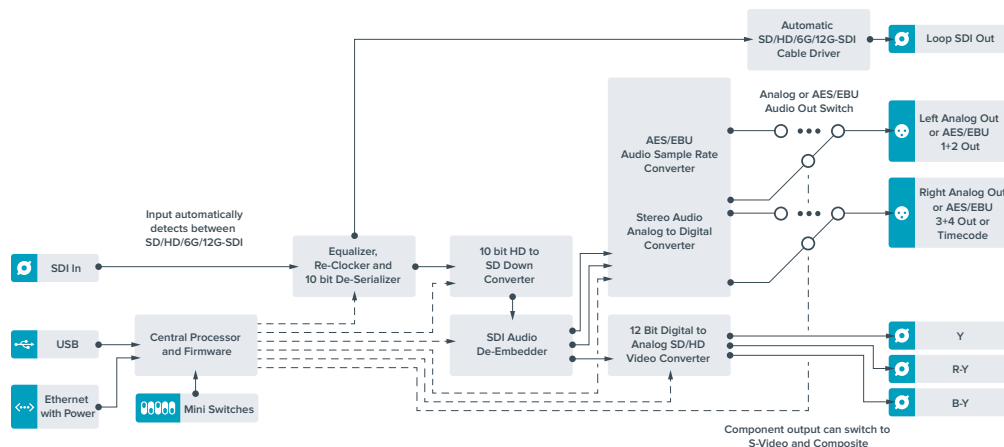 Automatic
SD/HD/6G/12G-SDI
Cable Driver
Loop SDI Out
Analog or AES/EBU
Audio Out Switch
AES/EBU
Audio Sample Rate
Converter
Stereo Audio
Analog to Digital
Converter
Left Analog Out
or AES/EBU
1+2 Out
Right Analog Out
or AES/EBU
3+4 Out or
Timecode
Input automatically
detects between
SD/HD/6G/12G-SDI
SDI In
Equalizer,
Re-Clocker and
10 bit De-Serializer
10 bit HD to
SD Down
Converter
USB
Central Processor
and Firmware
SDI Audio
De-Embedder
12 Bit Digital to
Analog SD/HD
Video Converter
Y
R-Y
B-Y
Ethernet
with Power
Mini Switches
Component output can switch to
S-Video and Composite